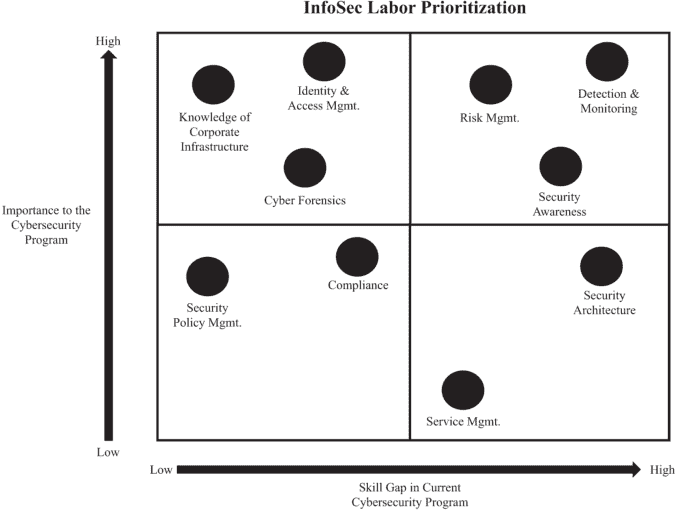 InfoSec Labor Prioritization
High
Identity &
Access Mgmt.
Knowledge of
Corporate
Infrastructure
Risk Mgmt.
Detection &
Monitoring
Cyber Forensics
Security
Awareness
Importance to the
Cybersecurity
Program
Security
Policy Mgmt.
Compliance
Security
Architecture
Service Mgmt.
Low
Low
High
Skill Gap in Current
Cybersecurity Program